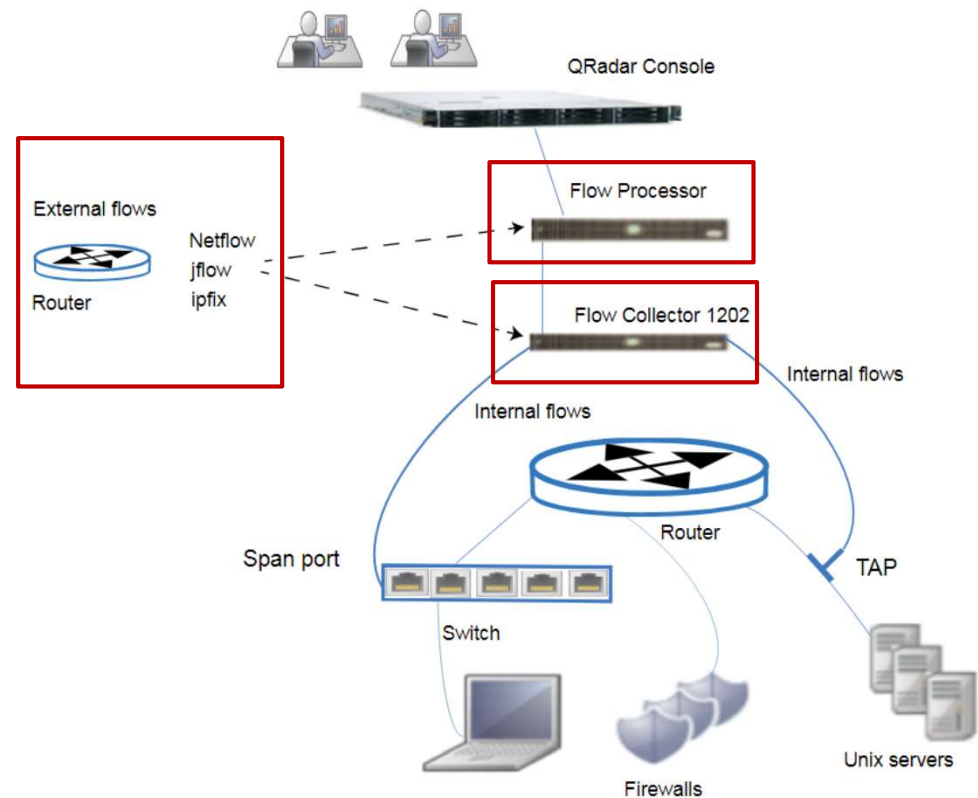 QRadar Console
Flow Processor
External flows
Netflow
jflow
ipfix
Router
Flow Collector 1202
Internal flows
Internal flows
Router
Span port
TAP
Switch
Unix servers
Firewalls